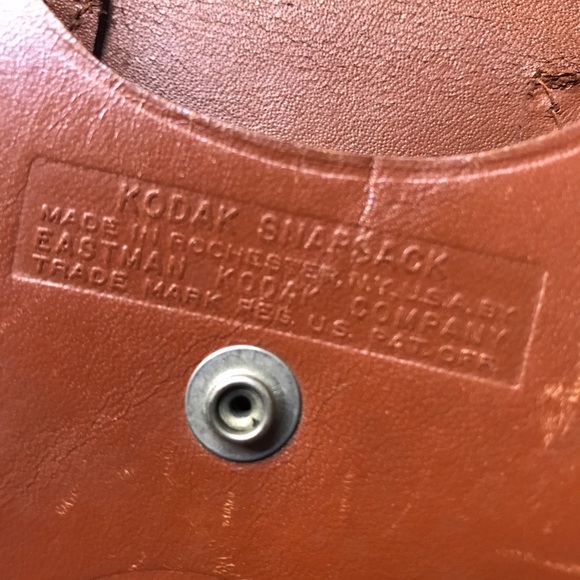 KODAK SNAPSACK
MADE IN ROCHESTER, N.Y., U.S.A. BY
EASTMAN KODAK COMPANY
TRADE MARK REG. U.S. PAT. OFF.